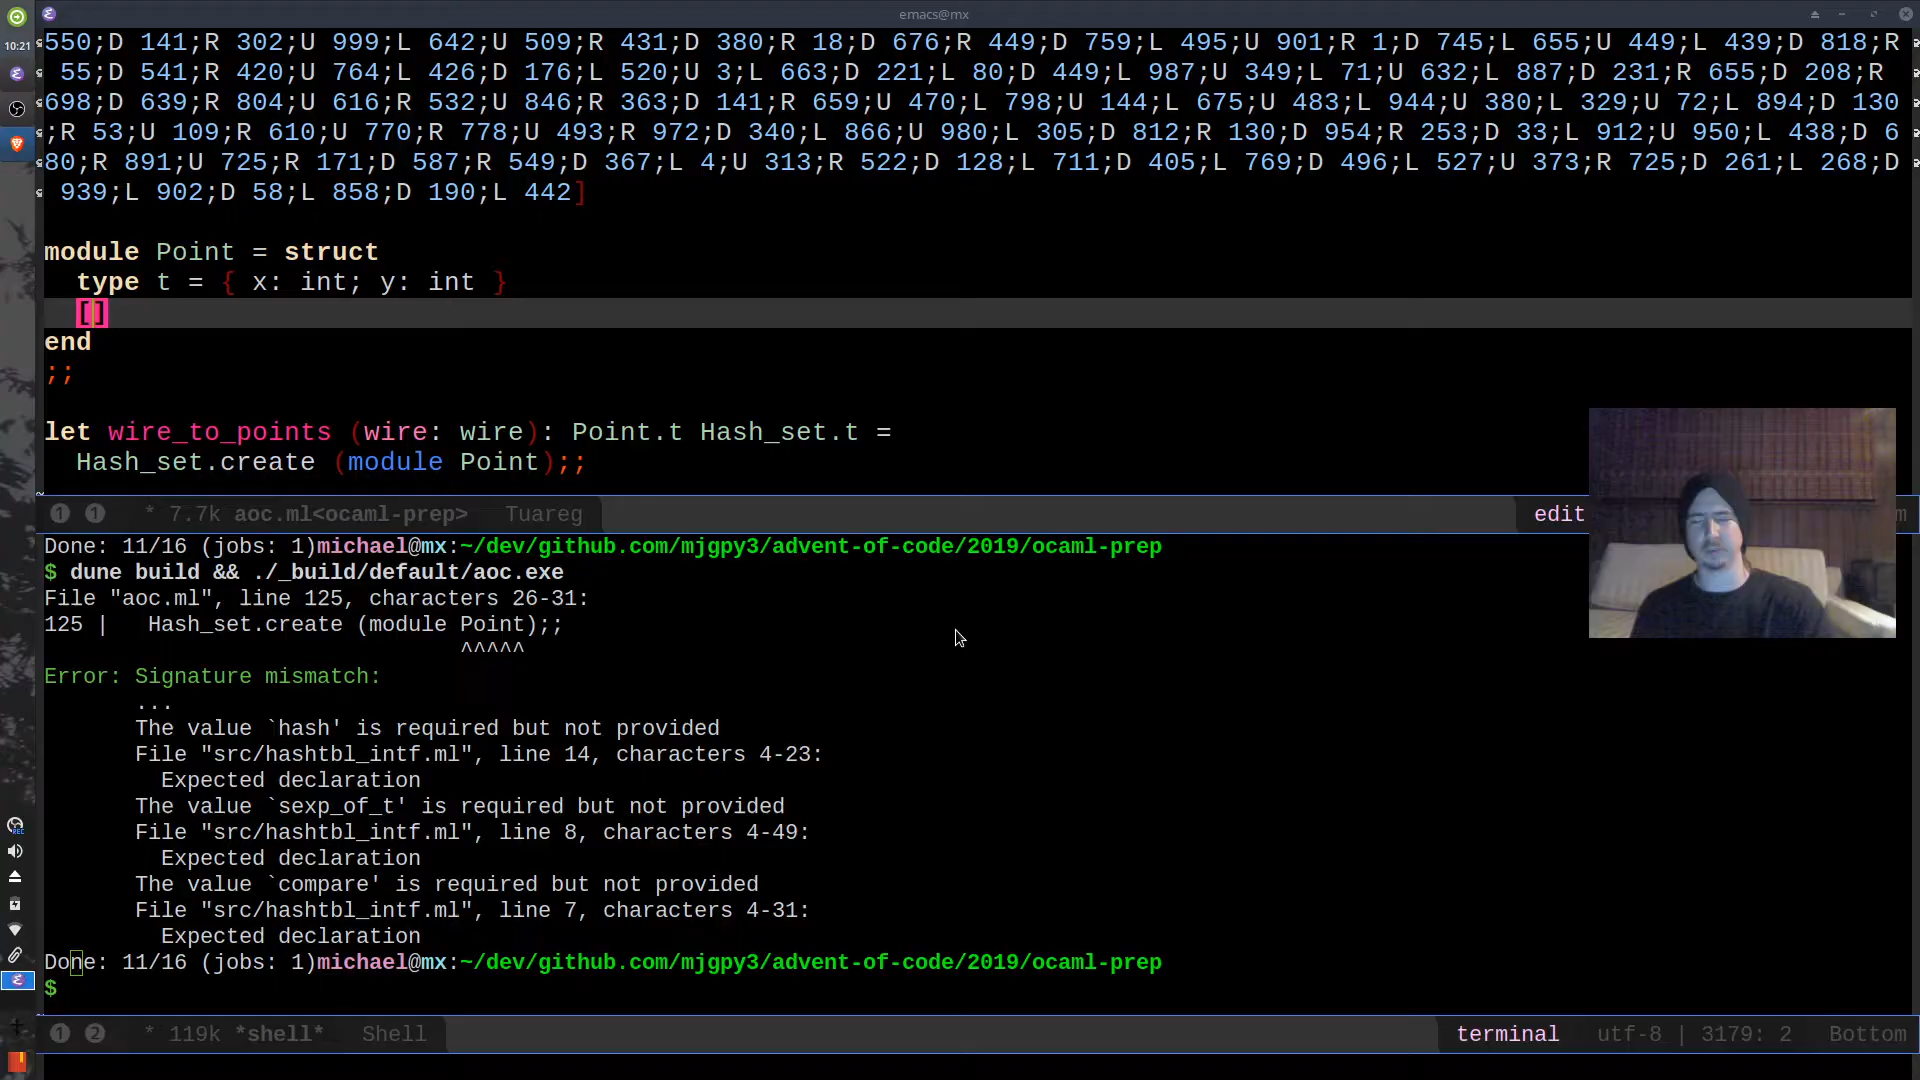 emacs@mx
10:21
550;D 141;R 302;U 999;L 642;U 509;R 431;D 380;R 18;D 676;R 449;D 759;L 495;U 901;R 1;D 745;L 655;U 449;L 439;D 818;R
55;D 541;R 420;U 764;L 426;D 176;L 520;U 3;L 663;D 221;L 80;D 449;L 987;U 349;L 71;U 632;L 887;D 231;R 655;D 208;R
698;D 639;R 804;U 616;R 532;U 846;R 363;D 141;R 659;U 470;L 798;U 144;L 675;U 483;L 944;U 380;L 329;U 72;L 894;D 130
;R 53;U 109;R 610;U 770;R 778;U 493;R 972;D 340;L 866;U 980;L 305;D 812;R 130;D 954;R 253;D 33;L 912;U 950;L 438;D 6
80;R 891;U 725;R 171;D 587;R 549;D 367;L 4;U 313;R 522;D 128;L 711;D 405;L 769;D 496;L 527;U 373;R 725;D 261;L 268;D
939;L 902;D 58;L 858;D 190;L 442]
module Point = struct
type t = { x: int; y: int }
[]
end
;;
let wire_to_points (wire: wire): Point.t Hash_set.t =
Hash_set.create (module Point);;
1 1 * 7.7k aoc.ml<ocaml-prep> Tuareg edit
Done: 11/16 (jobs: 1)michael@mx:~/dev/github.com/mjgpy3/advent-of-code/2019/ocaml-prep
$ dune build && ./_build/default/aoc.exe
File "aoc.ml", line 125, characters 26-31:
125 | Hash_set.create (module Point);;
^^^^^
Error: Signature mismatch:
...
The value `hash' is required but not provided
File "src/hashtbl_intf.ml", line 14, characters 4-23:
Expected declaration
The value `sexp_of_t' is required but not provided
File "src/hashtbl_intf.ml", line 8, characters 4-49:
Expected declaration
The value `compare' is required but not provided
File "src/hashtbl_intf.ml", line 7, characters 4-31:
Expected declaration
Done: 11/16 (jobs: 1)michael@mx:~/dev/github.com/mjgpy3/advent-of-code/2019/ocaml-prep
$
1 2 * 119k *shell* Shell terminal utf-8 | 3179: 2 Bottom